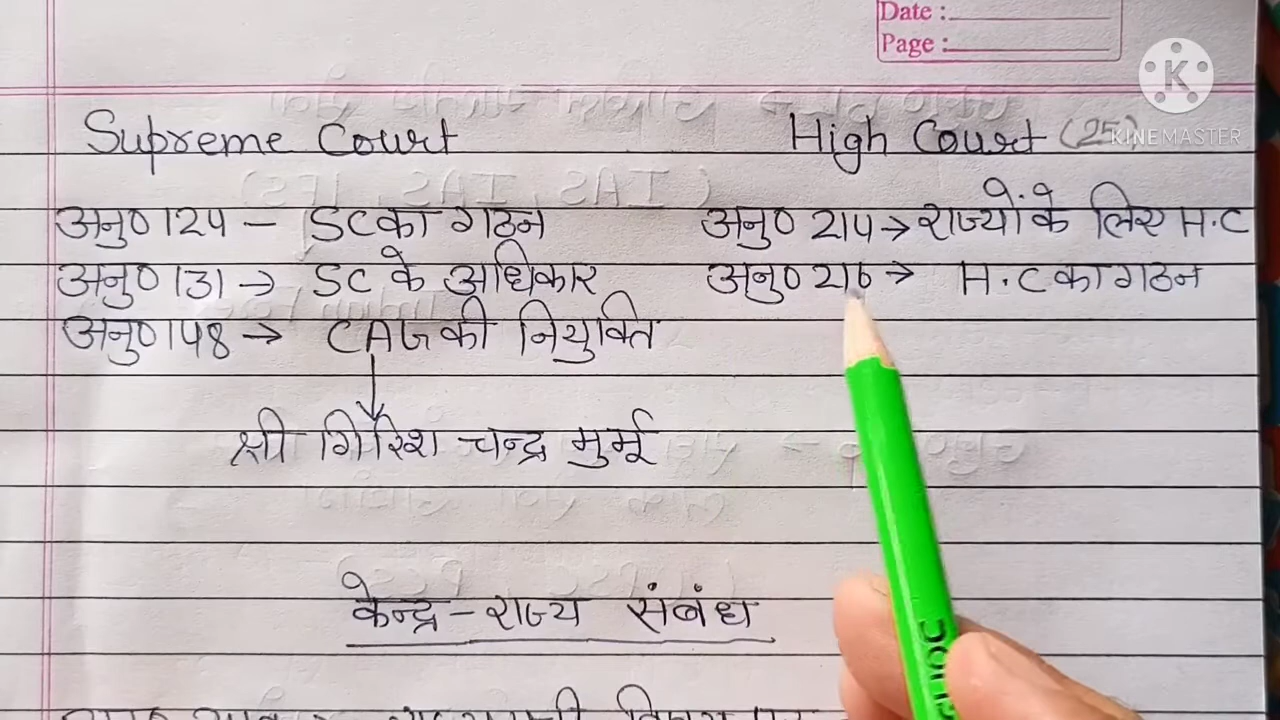 Date :
Page :
K
KINEMASTER
Supreme Court
High Court (25)
अनु० 124 – SC का गठन
अनु० 214 → राज्यों के लिए H.C
अनु० 131 → SC के अधिकार
अनु० 216 → H.C का गठन
अनु० 148 → CAG की नियुक्ति
श्री गिरिश चन्द्र मुर्मू
केन्द्र – राज्य संबंध